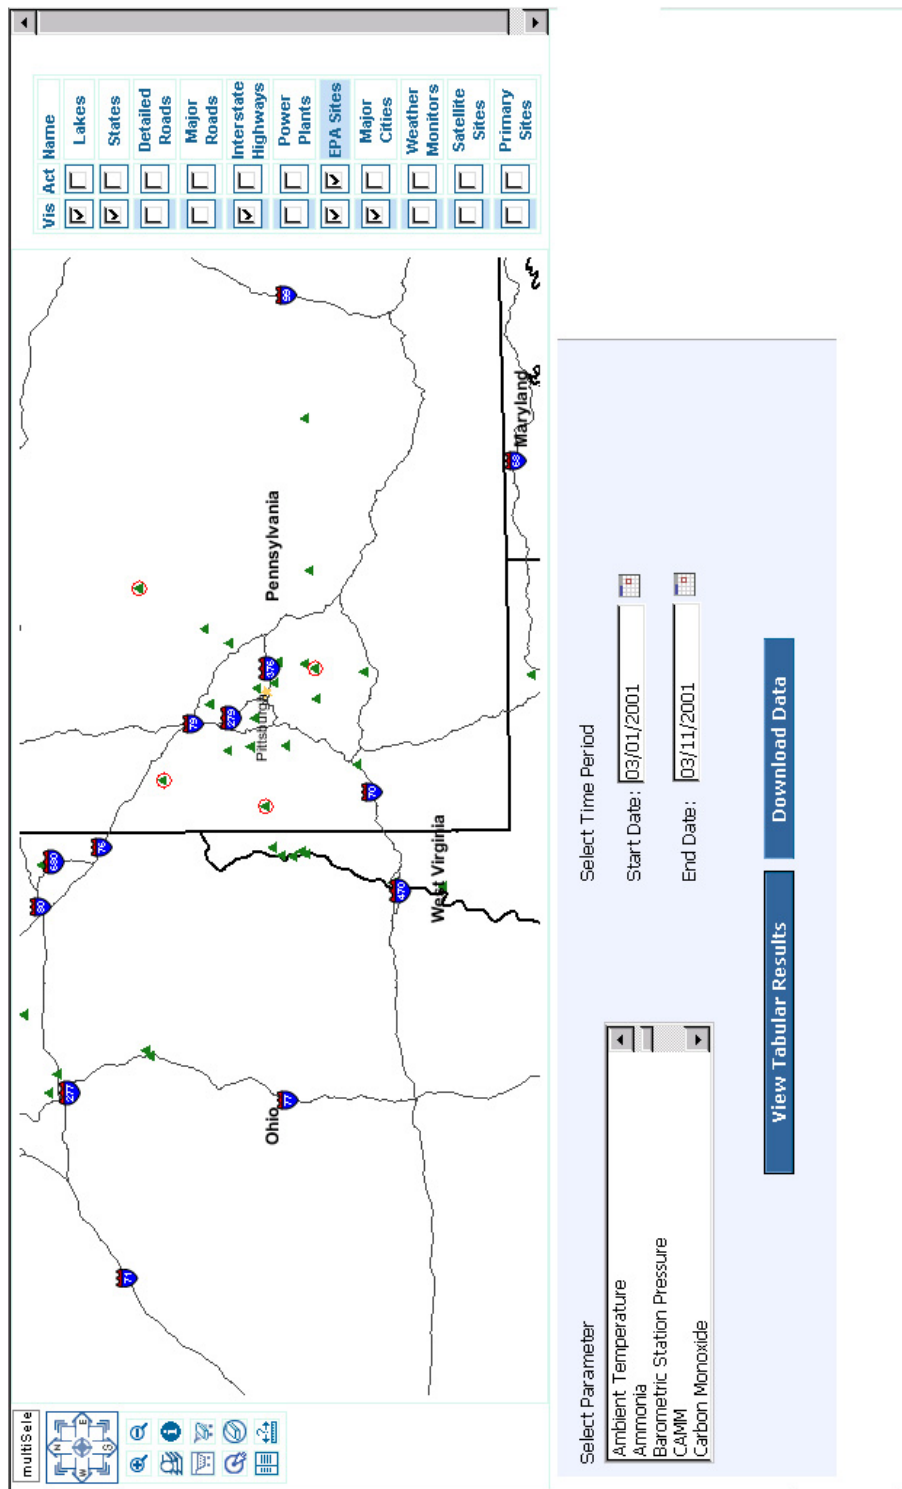 multiSele
N
W
E
S
80
680
76
79
279
376
277
71
77
70
470
99
68
Pittsburgh
Pennsylvania
Ohio
West Virginia
Maryland
Vis Act Name
Lakes
States
Detailed
Roads
Major
Roads
Interstate
Highways
Power
Plants
EPA Sites
Major
Cities
Weather
Monitors
Satellite
Sites
Primary
Sites
Select Parameter
Ambient Temperature
Ammonia
Barometric Station Pressure
CAMM
Carbon Monoxide
Select Time Period
Start Date: 03/01/2001
End Date: 03/11/2001
View Tabular Results
Download Data